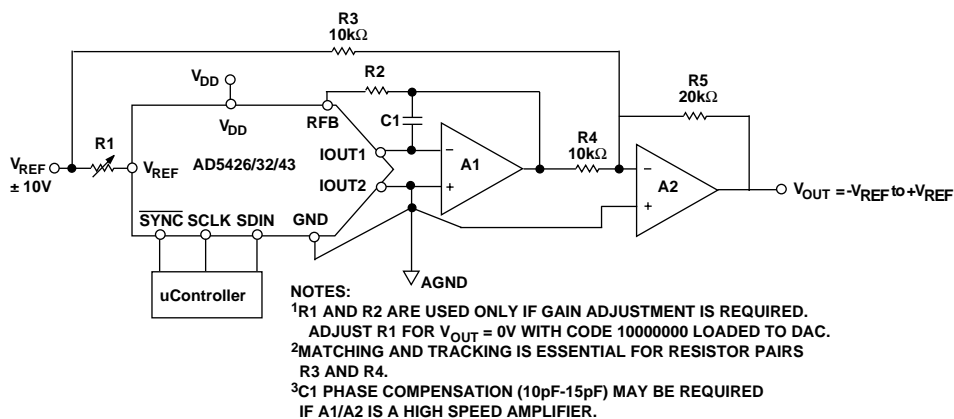 R3
10kΩ
VDD
R2
R5
20kΩ
VDD
RFB
C1
R1
IOUT1
R4
10kΩ
VREF
± 10V
VREF
AD5426/32/43
A1
A2
IOUT2
VOUT = -VREF to +VREF
SYNC SCLK SDIN
GND
uController
AGND
NOTES:
1R1 AND R2 ARE USED ONLY IF GAIN ADJUSTMENT IS REQUIRED.
ADJUST R1 FOR VOUT = 0V WITH CODE 10000000 LOADED TO DAC.
2MATCHING AND TRACKING IS ESSENTIAL FOR RESISTOR PAIRS
R3 AND R4.
3C1 PHASE COMPENSATION (10pF-15pF) MAY BE REQUIRED
IF A1/A2 IS A HIGH SPEED AMPLIFIER.